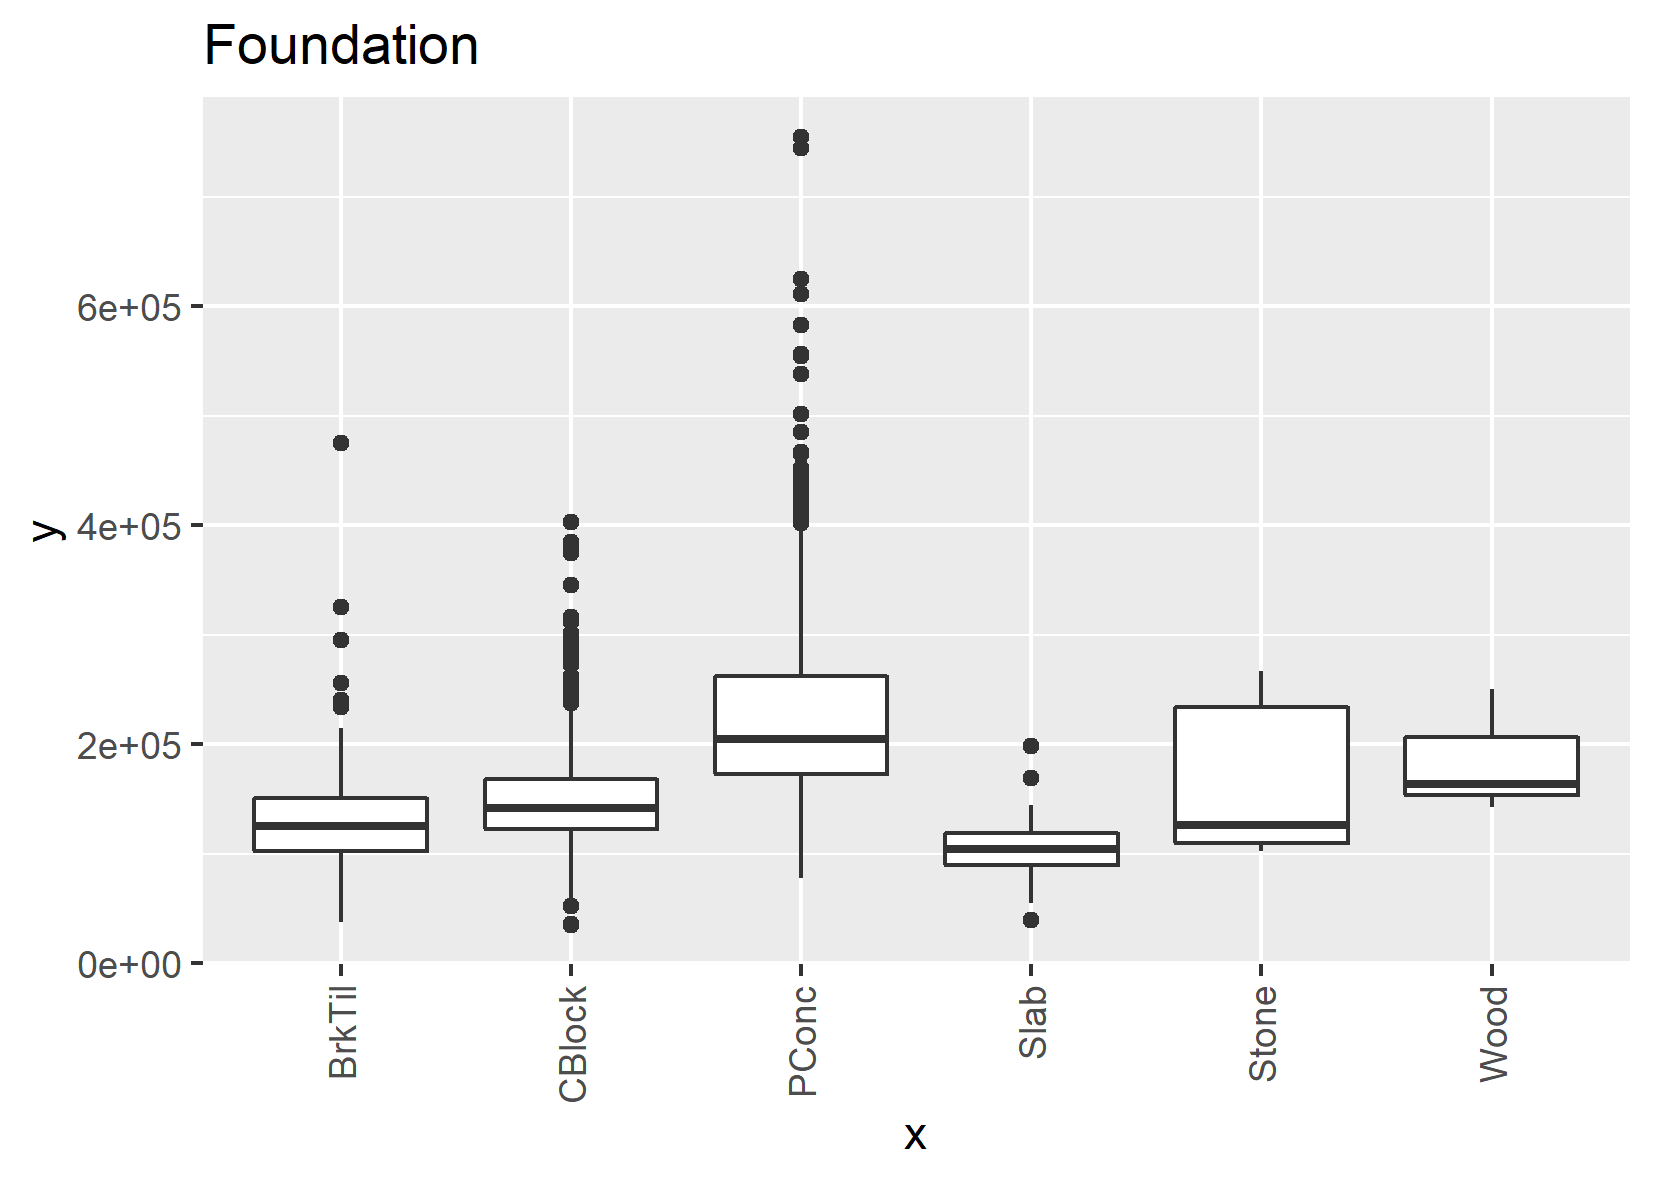 Foundation
y
6e+05
4e+05
2e+05
0e+00
BrkTil
CBlock
PConc
Slab
Stone
Wood
x